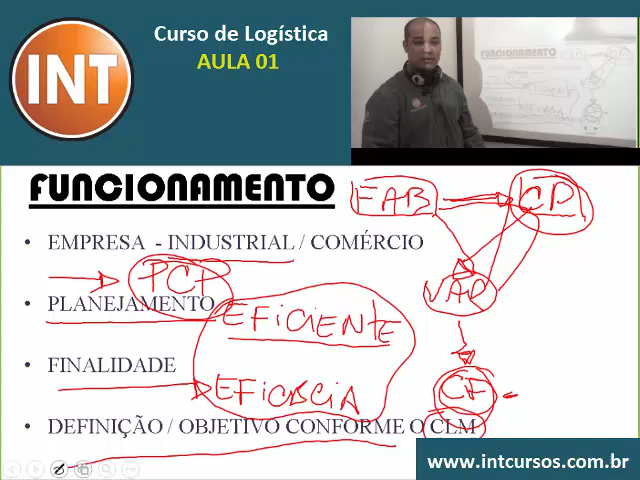 INT
Curso de Logística
AULA 01
FUNCIONAMENTO
FAB
CD
• EMPRESA - INDUSTRIAL / COMÉRCIO
PCP
VAR
• PLANEJAMENTO
EFICIENTE
• FINALIDADE
EFICÁCIA
CF
• DEFINIÇÃO / OBJETIVO CONFORME O CLM
www.intcursos.com.br